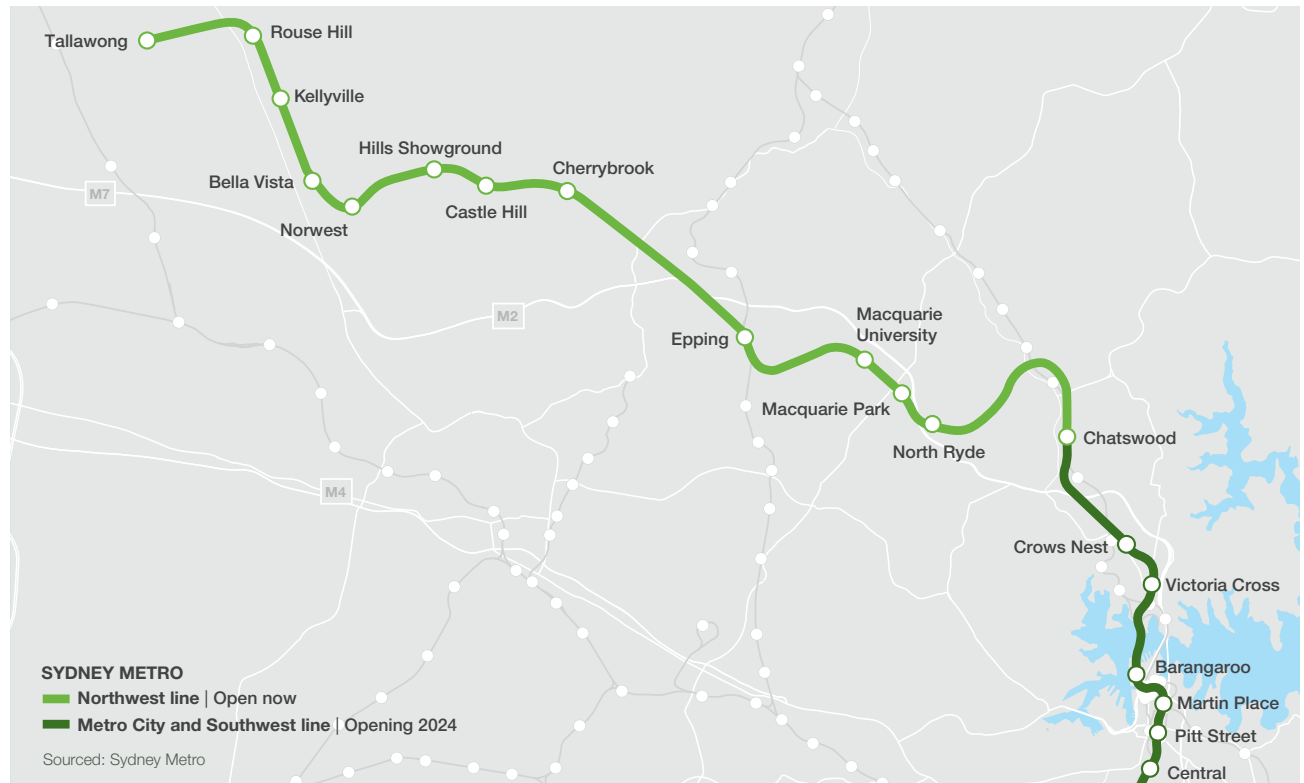 Tallawong
Rouse Hill
Kellyville
Hills Showground
Cherrybrook
Bella Vista
M7
Castle Hill
Norwest
M2
Macquarie
University
Epping
Macquarie Park
North Ryde
Chatswood
M4
Crows Nest
Victoria Cross
Barangaroo
Martin Place
Pitt Street
Central
SYDNEY METRO
Northwest line | Open now
Metro City and Southwest line | Opening 2024
Sourced: Sydney Metro